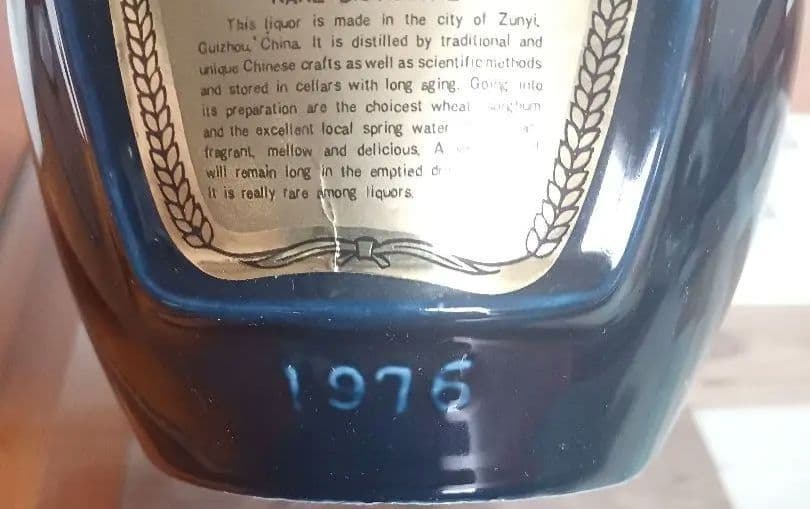 This liquor is made in the city of Zunyi,
Guizhou, China. It is distilled by traditional and
unique Chinese crafts as well as scientific methods
and stored in cellars with long aging. Going into
its preparation are the choicest wheat sorghum
and the excellent local spring water
fragrant, mellow and delicious. A
will remain long in the emptied
It is really rare among liquors.
1976